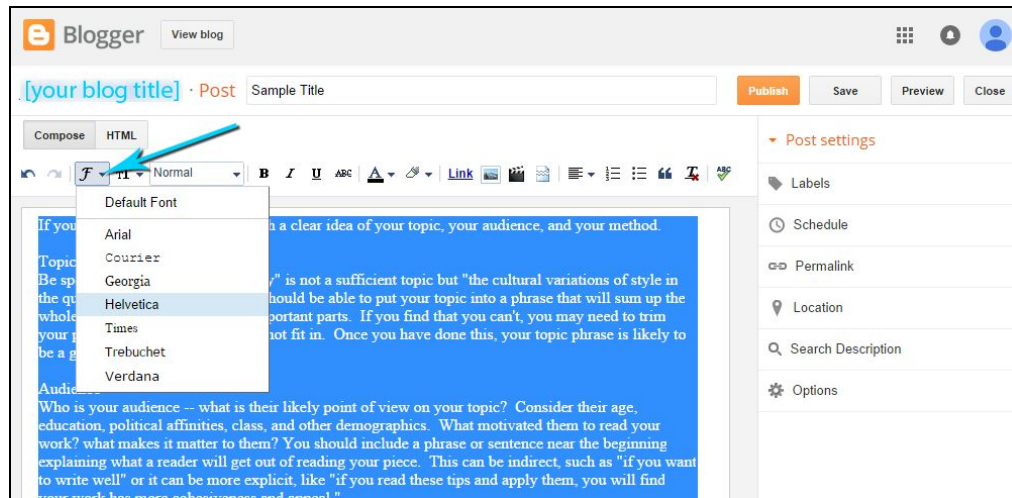 Blogger View blog
[your blog title] · Post Sample Title Publish Save Preview Close
Compose HTML
Post settings
Normal B I U ABC A Link ABC
Labels
Default Font
Arial
Courier
Georgia
Helvetica
Times
Trebuchet
Verdana
Schedule
Permalink
Location
Search Description
Options
If you h a clear idea of your topic, your audience, and your method.
Topic
Be sp y" is not a sufficient topic but "the cultural variations of style in
the qu hould be able to put your topic into a phrase that will sum up the
whole portant parts. If you find that you can't, you may need to trim
your p not fit in. Once you have done this, your topic phrase is likely to
be a g
Audience
Who is your audience -- what is their likely point of view on your topic? Consider their age,
education, political affinities, class, and other demographics. What motivated them to read your
work? what makes it matter to them? You should include a phrase or sentence near the beginning
explaining what a reader will get out of reading your piece. This can be indirect, such as "if you want
to write well" or it can be more explicit, like "if you read these tips and apply them, you will find
your work has more cohesiveness and appeal."